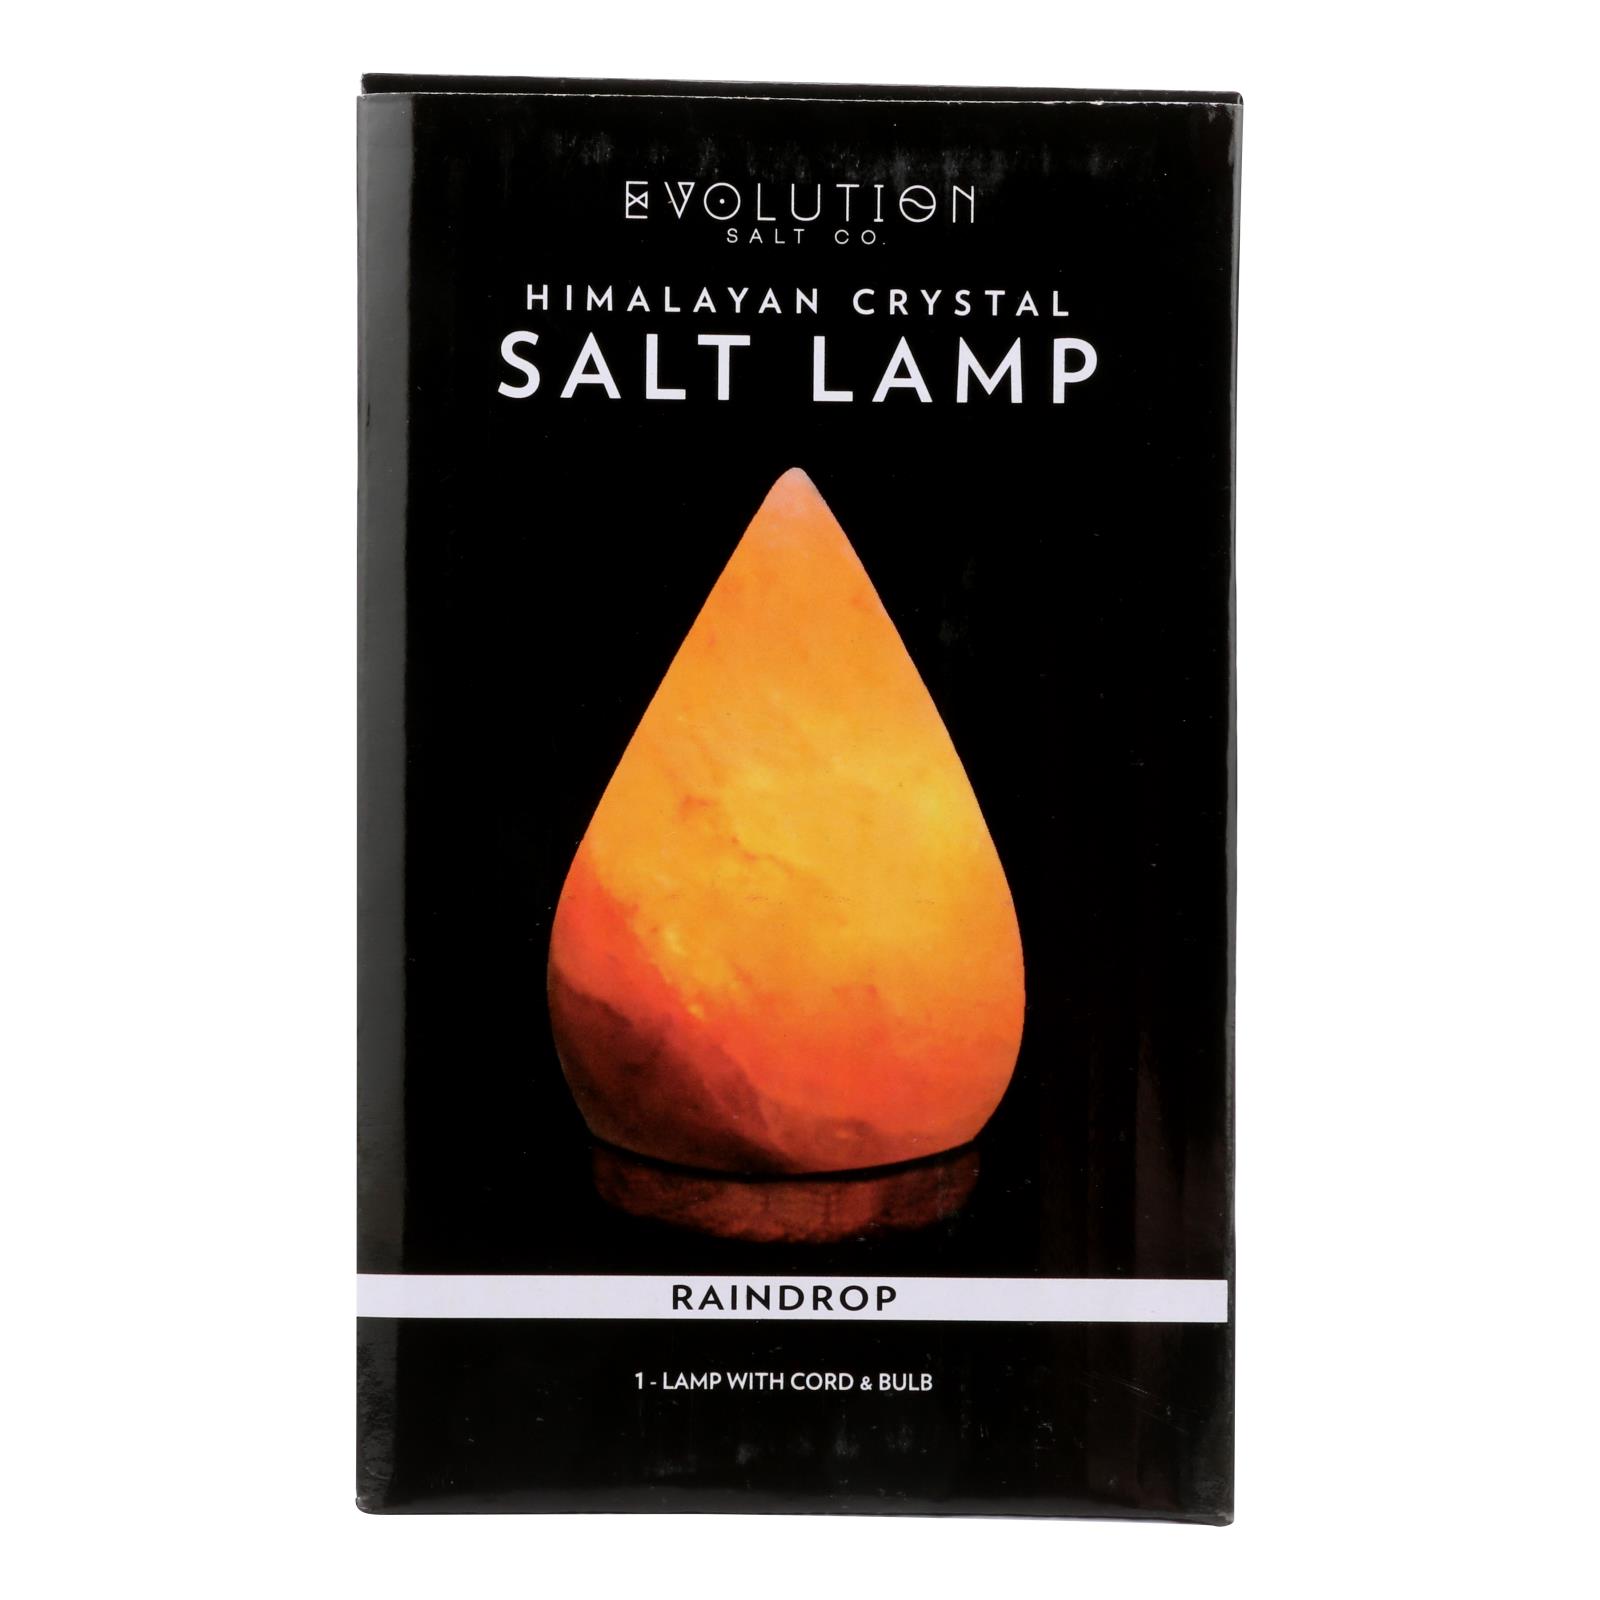 EVOLUTION
SALT CO.
HIMALAYAN CRYSTAL
SALT LAMP
RAINDROP
1 - LAMP WITH CORD & BULB